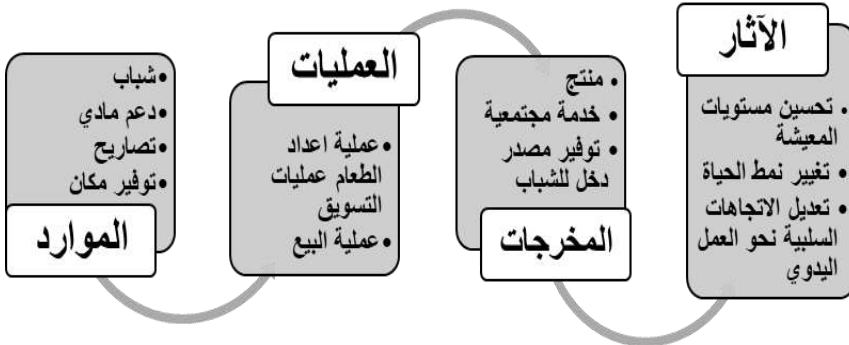 •شباب
•دعم مادي
•تصاريح
•توفير مكان
الموارد
العمليات
•عملية اعداد
الطعام عمليات
التسويق
•عملية البيع
• منتج
• خدمة مجتمعية
• توفير مصدر
دخل للشباب
المخرجات
الآثار
• تحسين مستويات
المعيشة
• تغيير نمط الحياة
• تعديل الاتجاهات
السلبية نحو العمل
اليدوي